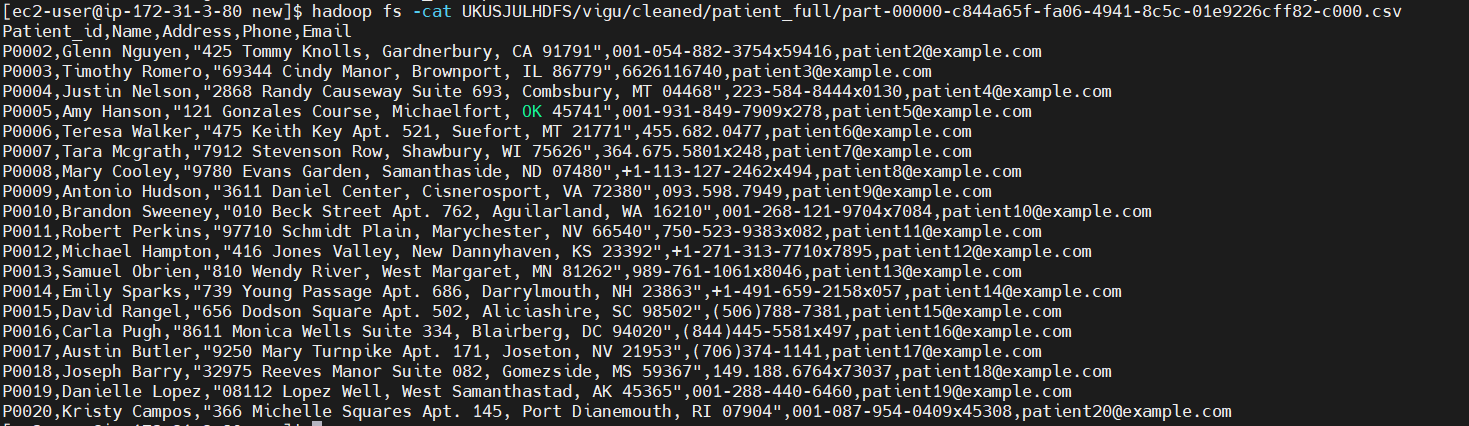 [ec2-user@ip-172-31-3-80 new]$ hadoop fs -cat UKUSJULHDFS/vigu/cleaned/patient_full/part-00000-c844a65f-fa06-4941-8c5c-01e9226cff82-c000.csv
Patient_id,Name,Address,Phone,Email
P0002,Glenn Nguyen,"425 Tommy Knolls, Gardnerbury, CA 91791",001-054-882-3754x59416,patient2@example.com
P0003,Timothy Romero,"69344 Cindy Manor, Brownport, IL 86779",6626116740,patient3@example.com
P0004,Justin Nelson,"2868 Randy Causeway Suite 693, Combsbury, MT 04468",223-584-8444x0130,patient4@example.com
P0005,Amy Hanson,"121 Gonzales Course, Michaelfort, OK 45741",001-931-849-7909x278,patient5@example.com
P0006,Teresa Walker,"475 Keith Key Apt. 521, Suefort, MT 21771",455.682.0477,patient6@example.com
P0007,Tara Mcgrath,"7912 Stevenson Row, Shawbury, WI 75626",364.675.5801x248,patient7@example.com
P0008,Mary Cooley,"9780 Evans Garden, Samanthaside, ND 07480",+1-113-127-2462x494,patient8@example.com
P0009,Antonio Hudson,"3611 Daniel Center, Cisnerosport, VA 72380",093.598.7949,patient9@example.com
P0010,Brandon Sweeney,"010 Beck Street Apt. 762, Aguilarland, WA 16210",001-268-121-9704x7084,patient10@example.com
P0011,Robert Perkins,"97710 Schmidt Plain, Marychester, NV 66540",750-523-9383x082,patient11@example.com
P0012,Michael Hampton,"416 Jones Valley, New Dannyhaven, KS 23392",+1-271-313-7710x7895,patient12@example.com
P0013,Samuel Obrien,"810 Wendy River, West Margaret, MN 81262",989-761-1061x8046,patient13@example.com
P0014,Emily Sparks,"739 Young Passage Apt. 686, Darrylmouth, NH 23863",+1-491-659-2158x057,patient14@example.com
P0015,David Rangel,"656 Dodson Square Apt. 502, Aliciashire, SC 98502",(506)788-7381,patient15@example.com
P0016,Carla Pugh,"8611 Monica Wells Suite 334, Blairberg, DC 94020",(844)445-5581x497,patient16@example.com
P0017,Austin Butler,"9250 Mary Turnpike Apt. 171, Joseton, NV 21953",(706)374-1141,patient17@example.com
P0018,Joseph Barry,"32975 Reeves Manor Suite 082, Gomezside, MS 59367",149.188.6764x73037,patient18@example.com
P0019,Danielle Lopez,"08112 Lopez Well, West Samanthastad, AK 45365",001-288-440-6460,patient19@example.com
P0020,Kristy Campos,"366 Michelle Squares Apt. 145, Port Dianemouth, RI 07904",001-087-954-0409x45308,patient20@example.com